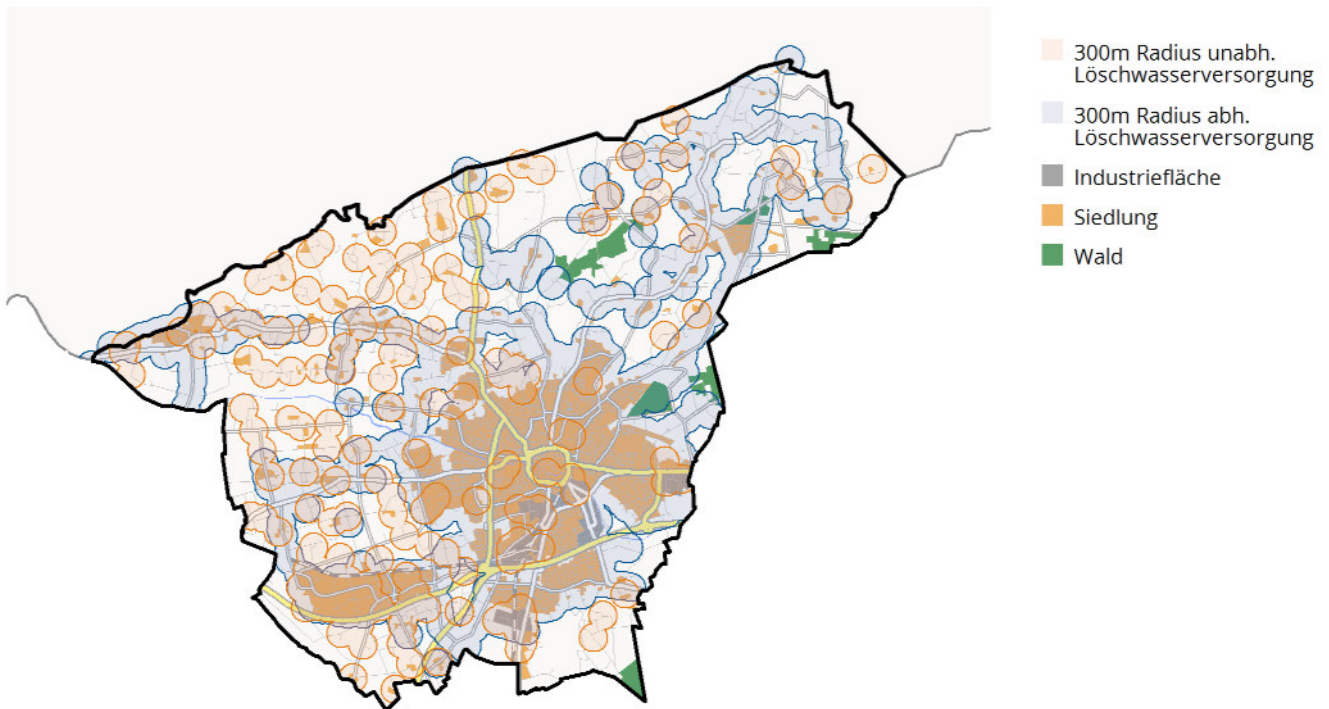 300m Radius unabh.
Löschwasserversorgung
300m Radius abh.
Löschwasserversorgung
Industriefläche
Siedlung
Wald